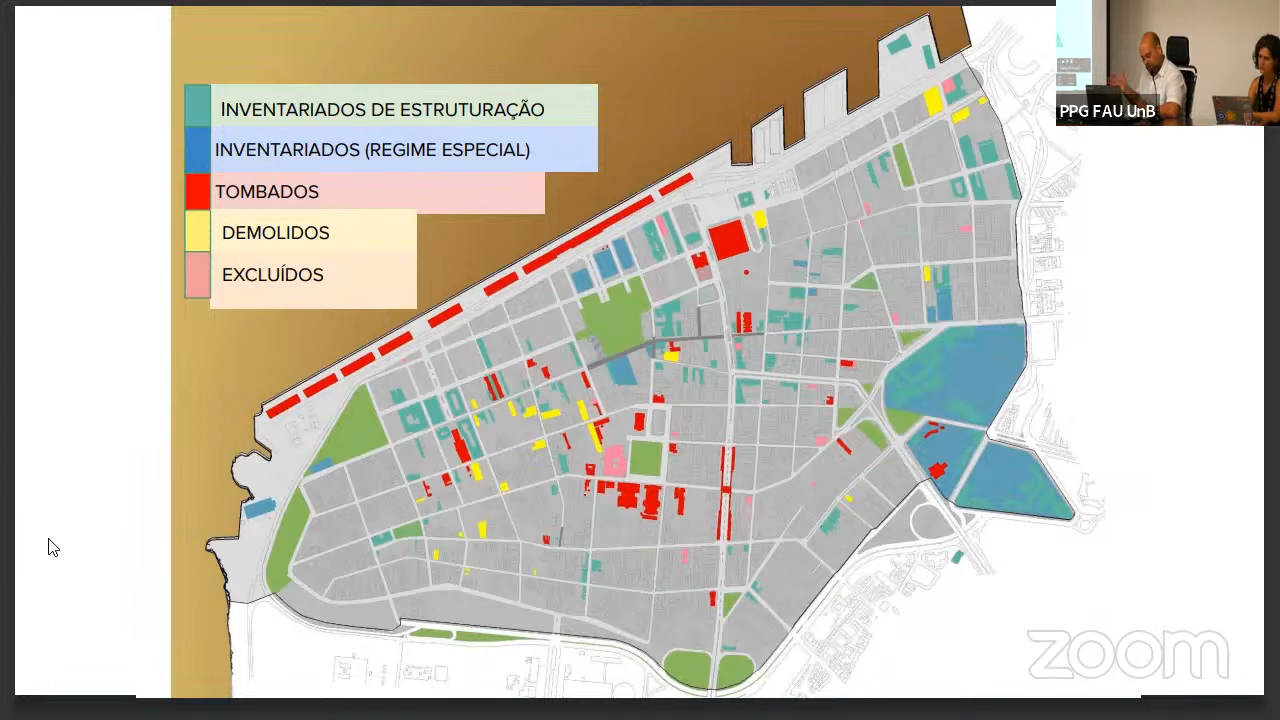 INVENTARIADOS DE ESTRUTURAÇÃO
INVENTARIADOS (REGIME ESPECIAL)
TOMBADOS
DEMOLIDOS
EXCLUÍDOS
PPG FAU UnB
zoom